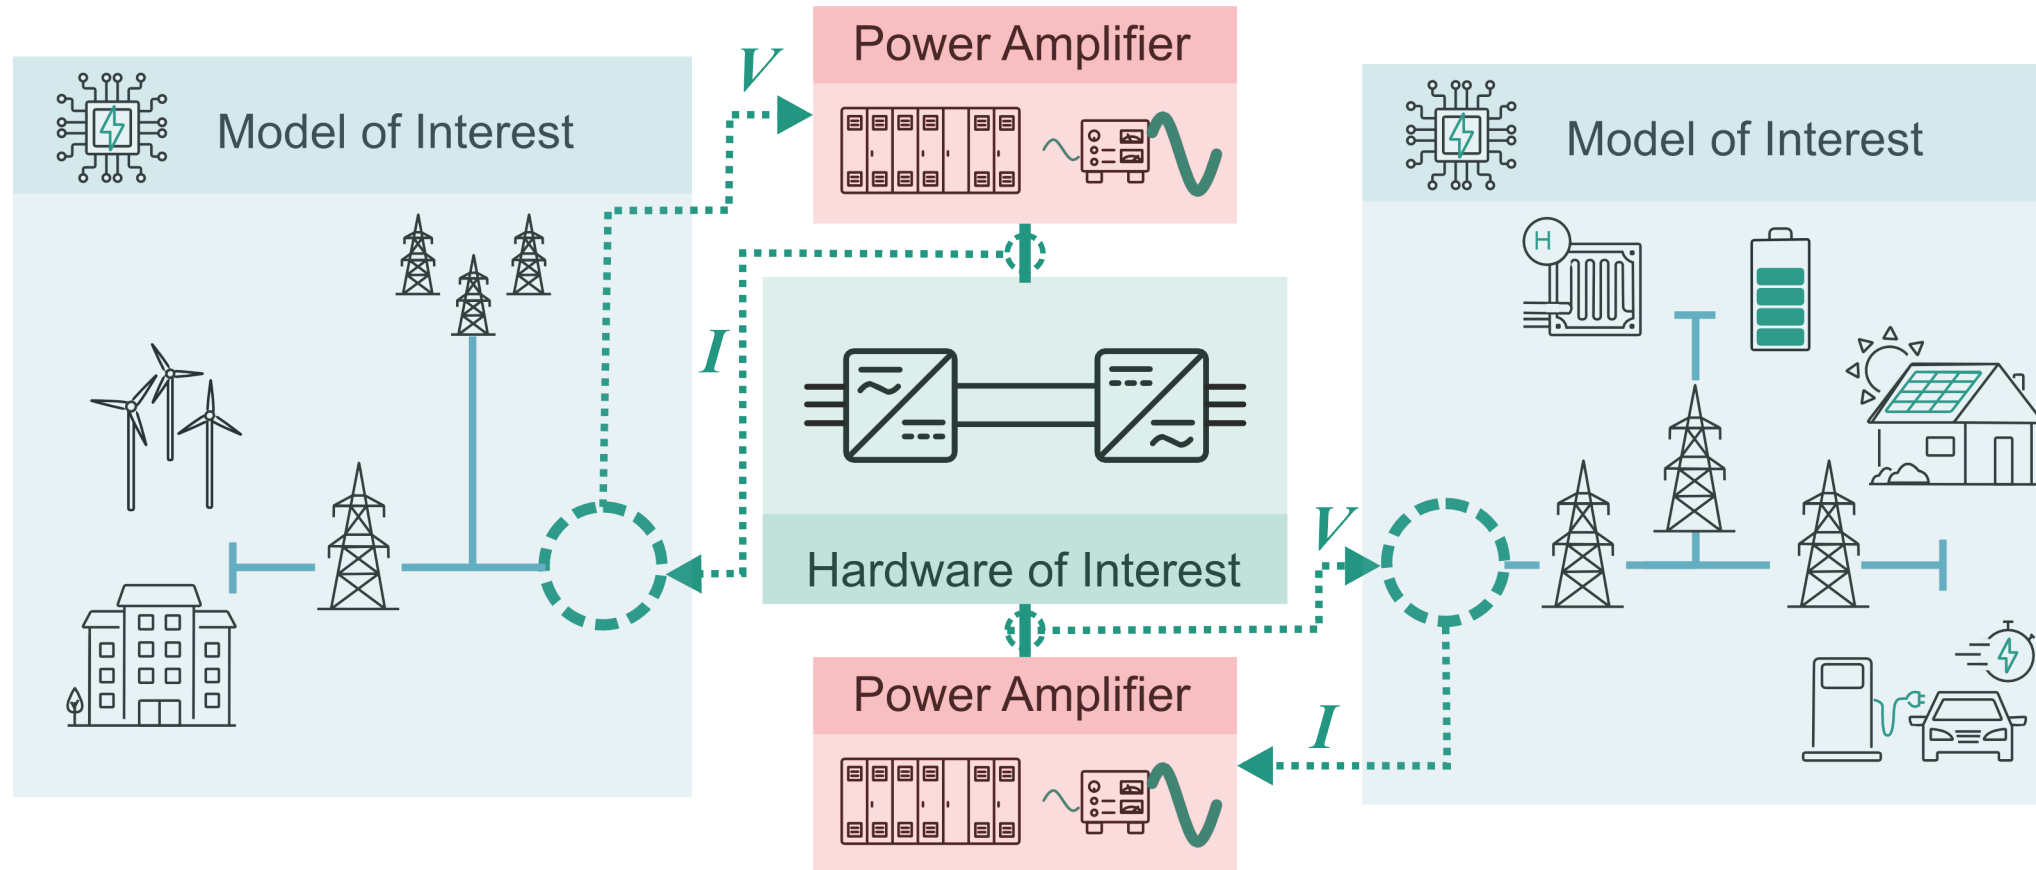 Power Amplifier
V
Model of Interest
Model of Interest
H
I
Hardware of Interest
V
Power Amplifier
I